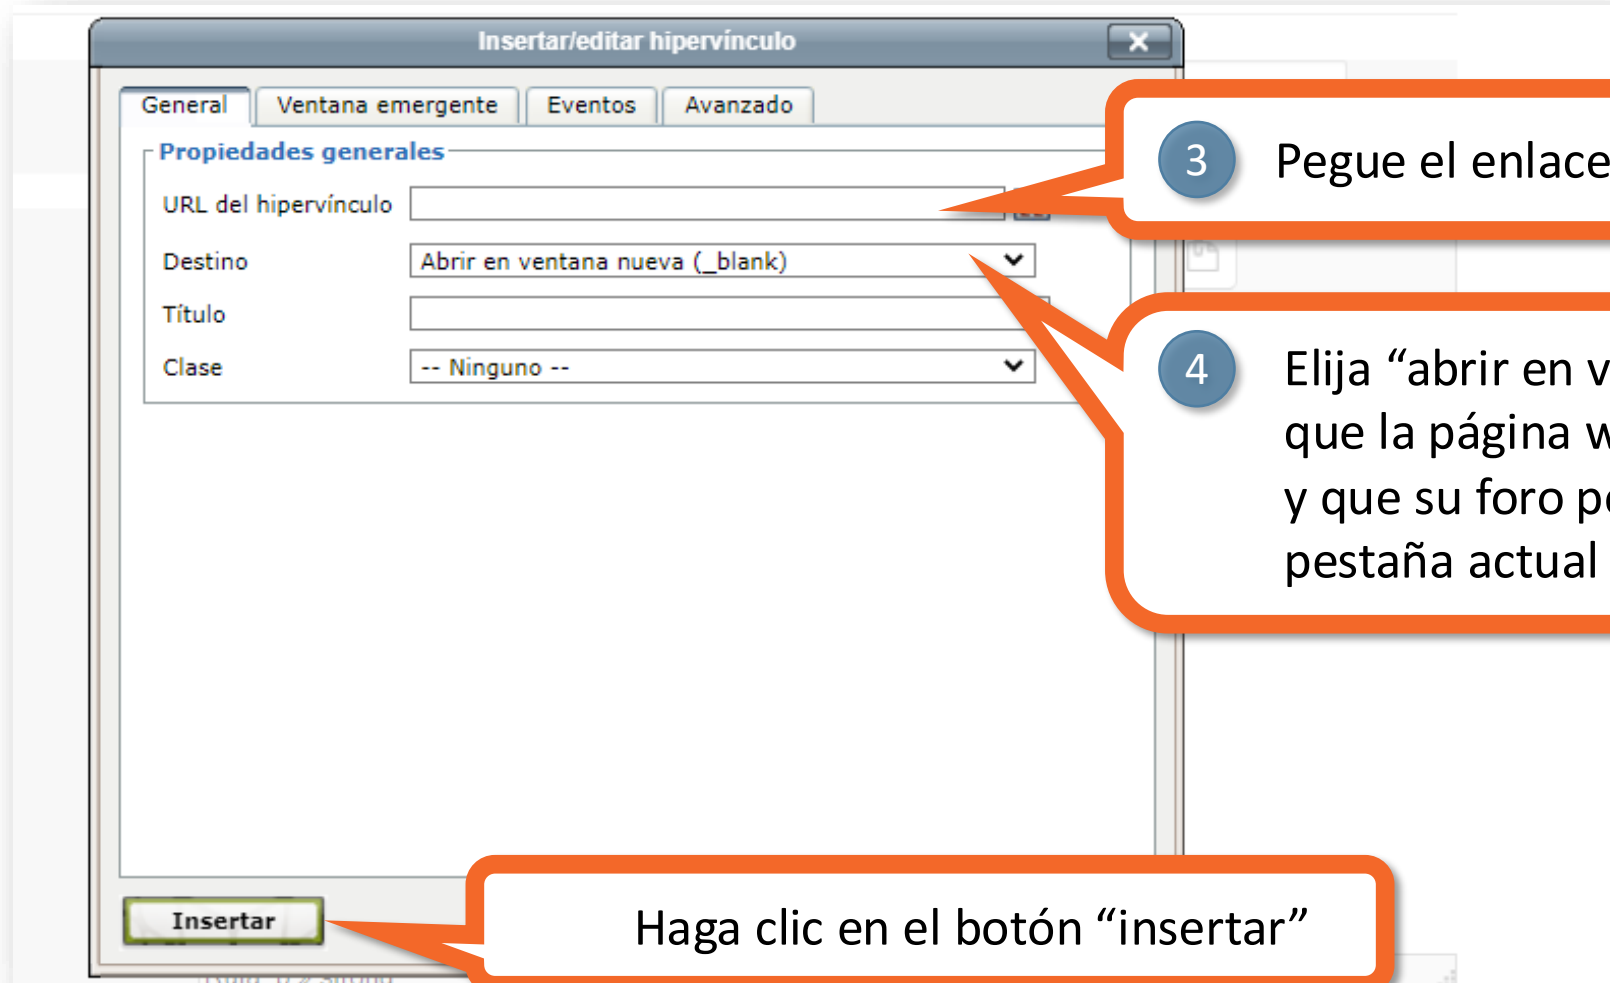 Insertar/editar hipervínculo
General Ventana emergente Eventos Avanzado
Propiedades generales
URL del hipervínculo
Destino Abrir en ventana nueva (_blank)
Título
Clase -- Ninguno --
3 Pegue el enlace
4 Elija “abrir en v
que la página w
y que su foro p
pestaña actual
Insertar
Haga clic en el botón “insertar”